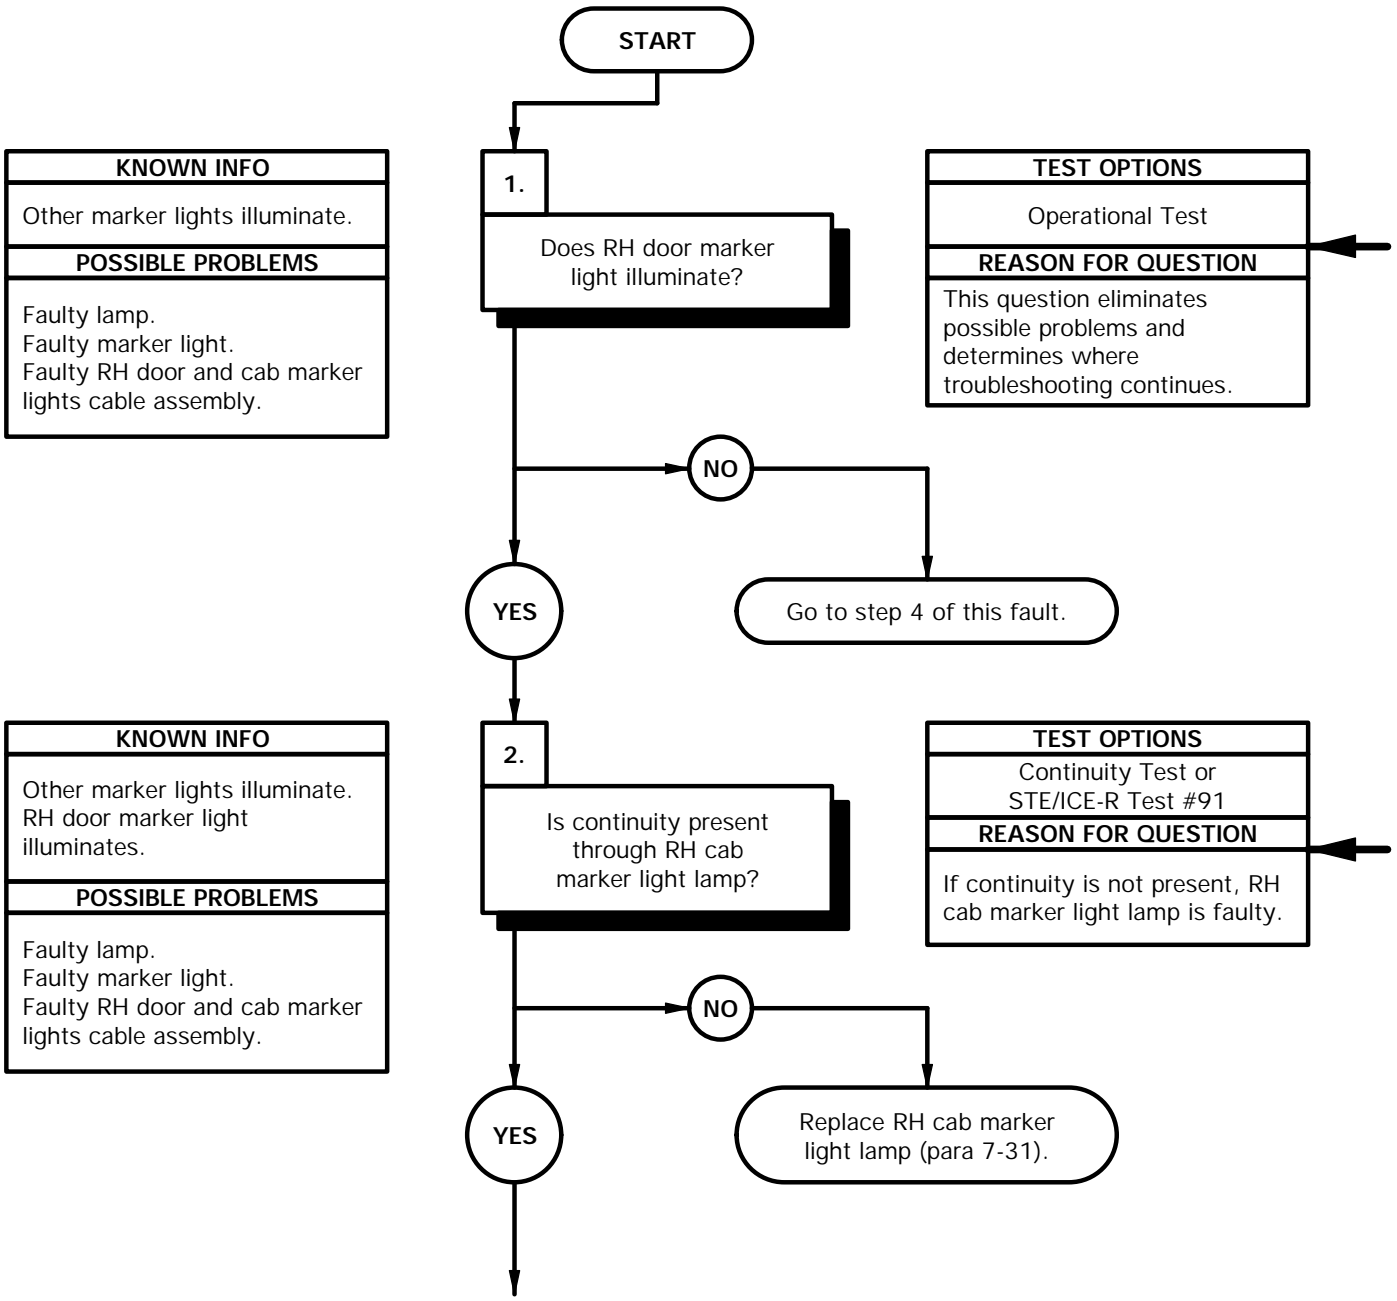 START
KNOWN INFO
Other marker lights illuminate.
POSSIBLE PROBLEMS
Faulty lamp.
Faulty marker light.
Faulty RH door and cab marker
lights cable assembly.
1.
Does RH door marker
light illuminate?
TEST OPTIONS
Operational Test
REASON FOR QUESTION
This question eliminates
possible problems and
determines where
troubleshooting continues.
NO
YES
Go to step 4 of this fault.
KNOWN INFO
Other marker lights illuminate.
RH door marker light
illuminates.
POSSIBLE PROBLEMS
Faulty lamp.
Faulty marker light.
Faulty RH door and cab marker
lights cable assembly.
2.
Is continuity present
through RH cab
marker light lamp?
TEST OPTIONS
Continuity Test or
STE/ICE-R Test #91
REASON FOR QUESTION
If continuity is not present, RH
cab marker light lamp is faulty.
NO
YES
Replace RH cab marker
light lamp (para 7-31).